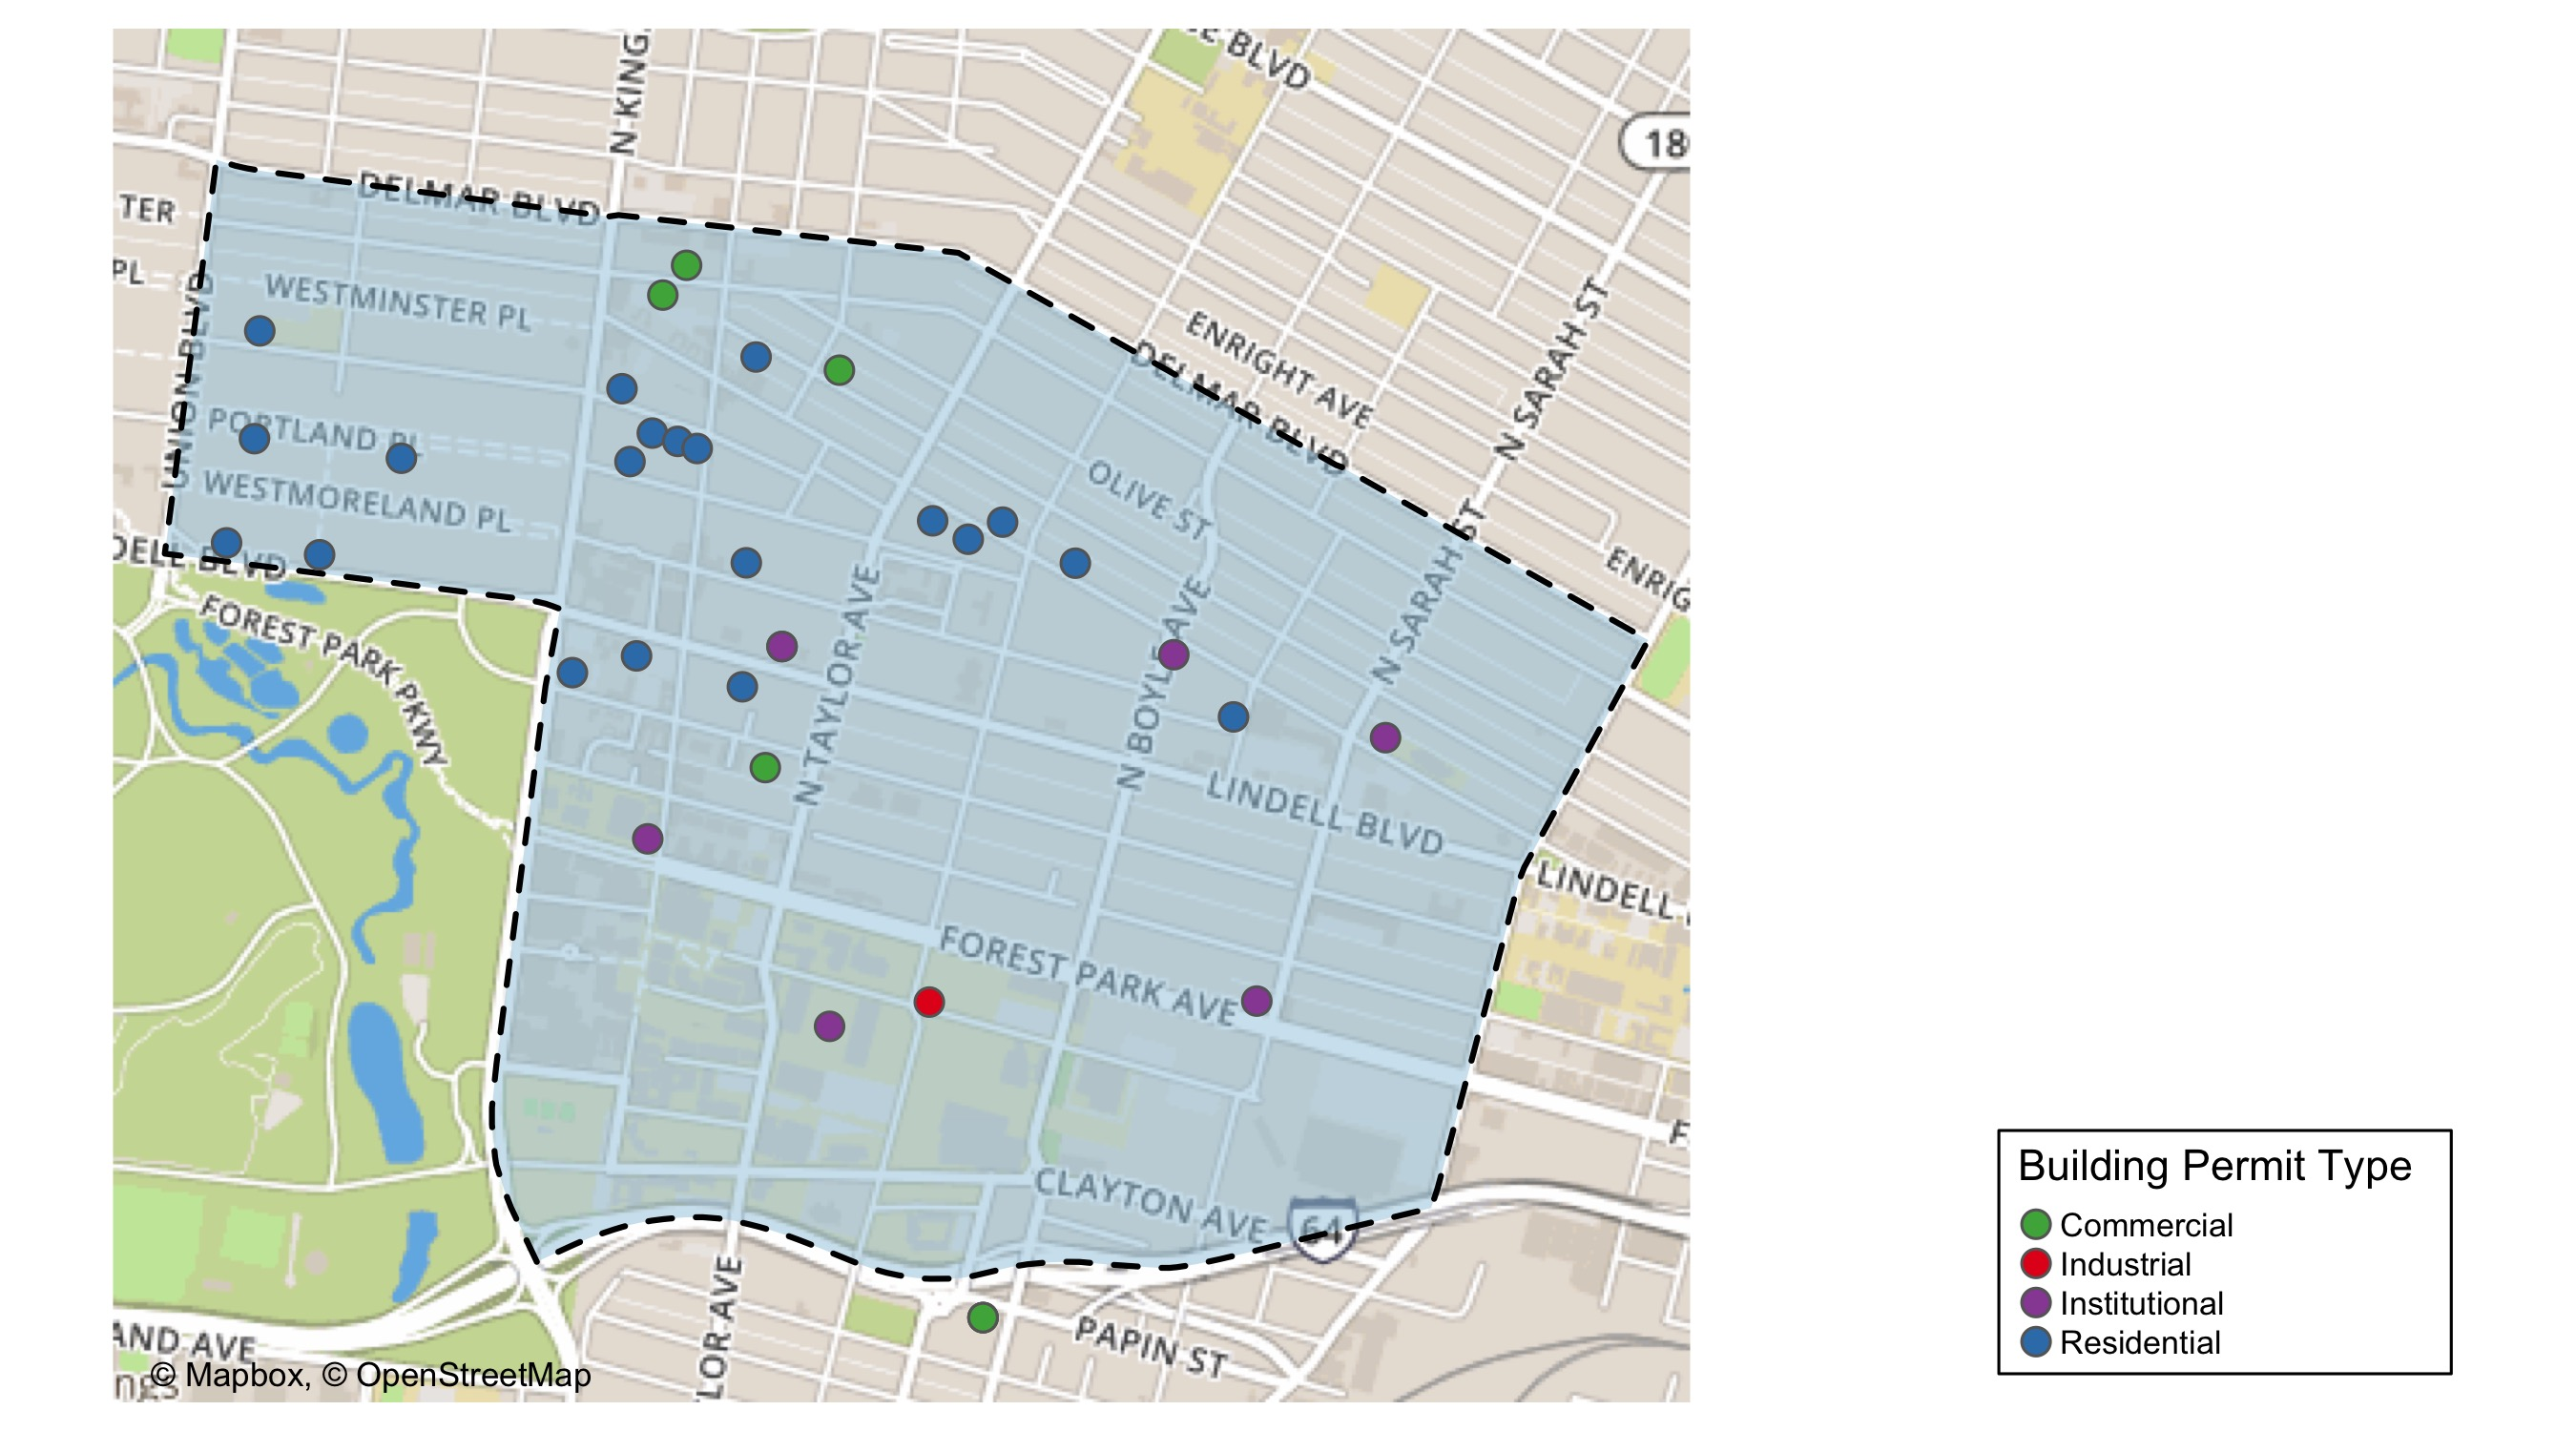 BLVD
N KING
18
DELMAR BLVD
TER
PL
WESTMINSTER PL
UNION BLVD
ENRIGHT AVE
DELMAR BLVD
N SARAH ST
PORTLAND PL
WESTMORELAND PL
OLIVE ST
DELL BLVD
ENRIG
FOREST PARK PKWY
N TAYLOR AVE
N BOYLE AVE
N SARAH ST
LINDELL BLVD
LINDELL
FOREST PARK AVE
F
CLAYTON AVE
64
LOR AVE
PAPIN ST
AND AVE
© Mapbox, © OpenStreetMap
Building Permit Type
Commercial
Industrial
Institutional
Residential